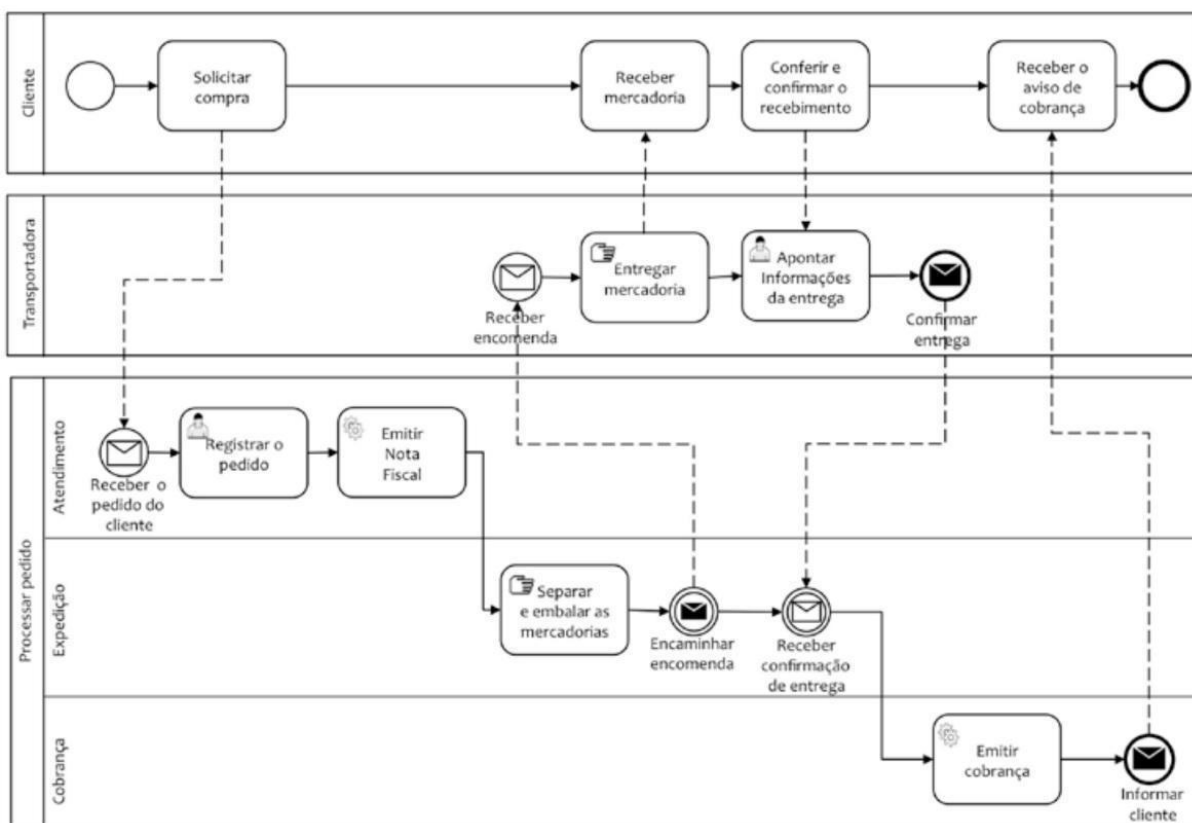 Cliente
Solicitar
compra
Receber
mercadoria
Conferir e
confirmar o
recebimento
Receber o
aviso de
cobrança
Transportadora
Receber
encomenda
Entregar
mercadoria
Apontar
Informações
da entrega
Confirmar
entrega
Processar pedido
Atendimento
Receber o
pedido do
cliente
Registrar o
pedido
Emitir
Nota
Fiscal
Expedição
Separar
e embalar as
mercadorias
Encaminhar
encomenda
Receber
confirmação
de entrega
Cobrança
Emitir
cobrança
Informar
cliente